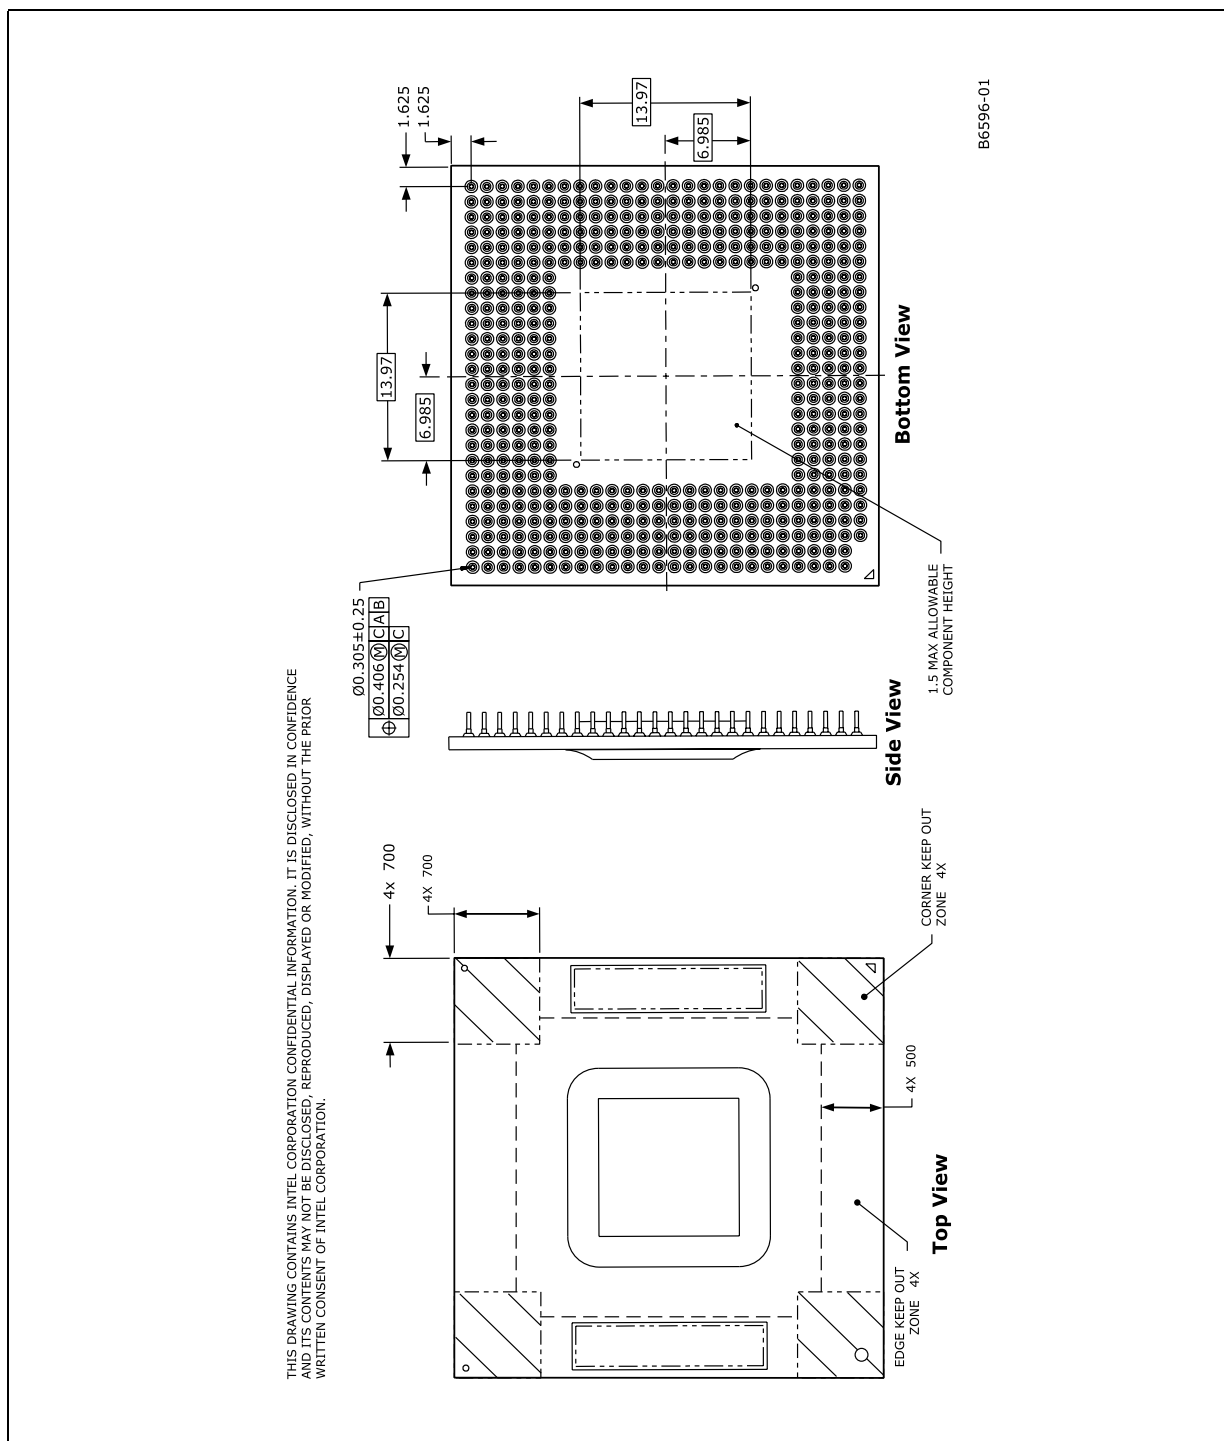 THIS DRAWING CONTAINS INTEL CORPORATION CONFIDENTIAL INFORMATION. IT IS DISCLOSED IN CONFIDENCE
AND ITS CONTENTS MAY NOT BE DISCLOSED, REPRODUCED, DISPLAYED OR MODIFIED, WITHOUT THE PRIOR
WRITTEN CONSENT OF INTEL CORPORATION.
4x 700
4X 700
4X 500
EDGE KEEP OUT
ZONE 4X
CORNER KEEP OUT
ZONE 4X
Top View
Side View
Ø0.305±0.25
⌖ Ø0.406 Ⓜ C A B
Ø0.254 Ⓜ C
13.97
6.985
1.625
1.625
13.97
6.985
1.5 MAX ALLOWABLE
COMPONENT HEIGHT
Bottom View
B6596-01